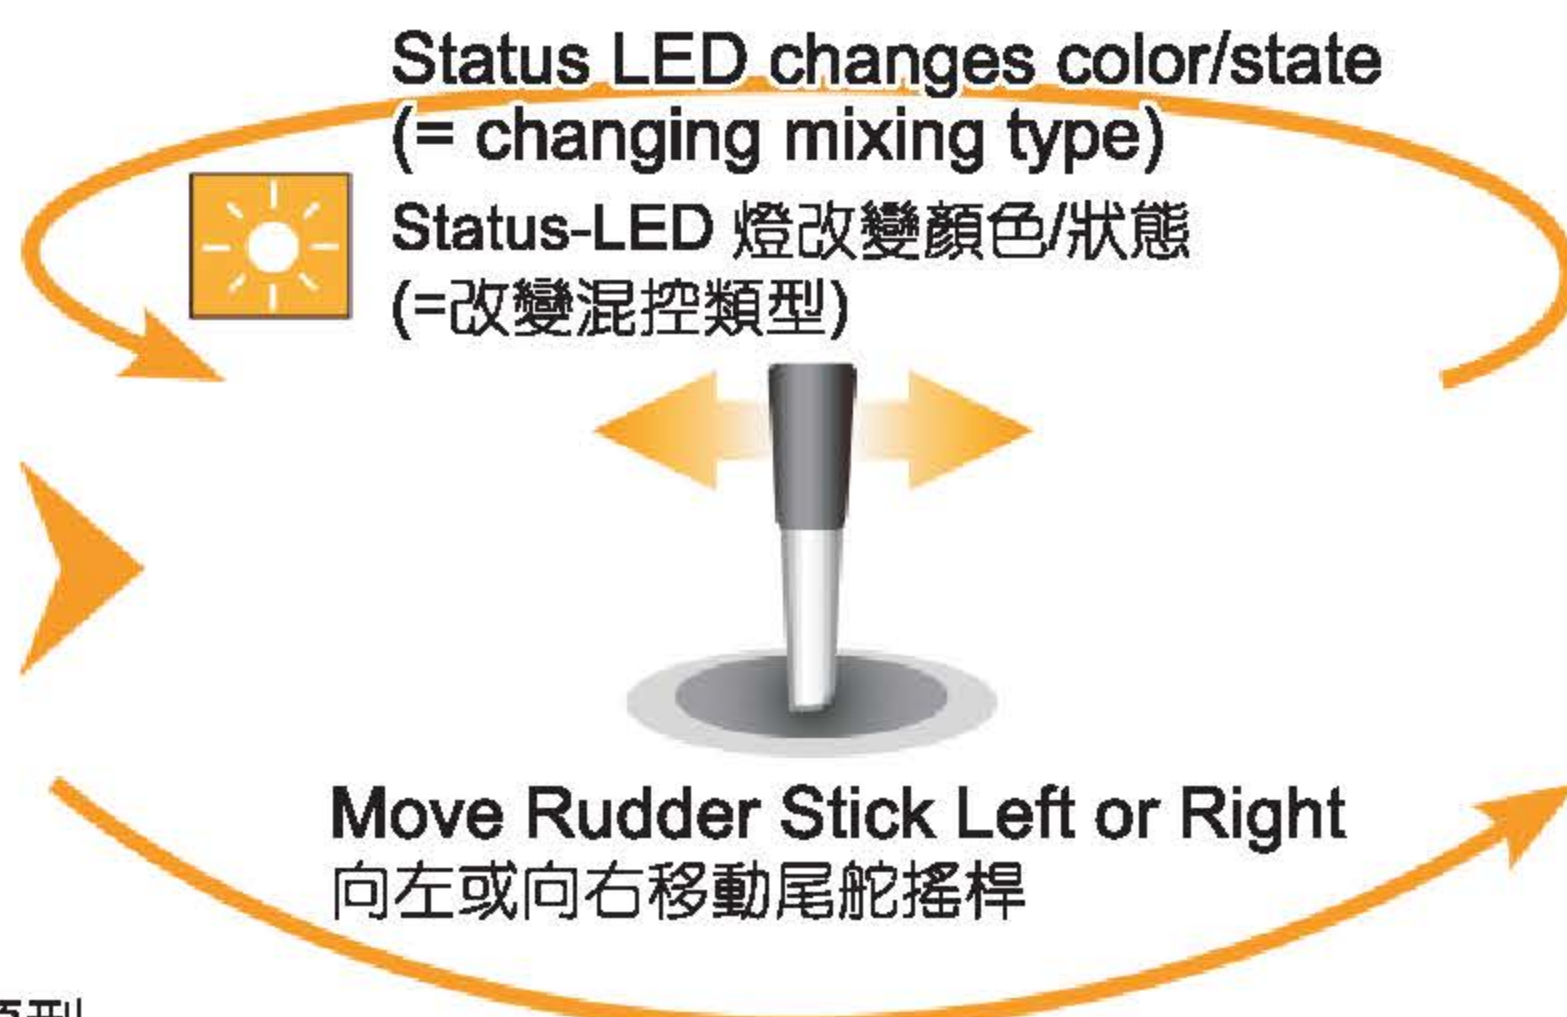 Status LED changes color/state
(= changing mixing type)
Status-LED 燈改變顏色/狀態
(=改變混控類型)
Move Rudder Stick Left or Right
向左或向右移動尾舵搖桿